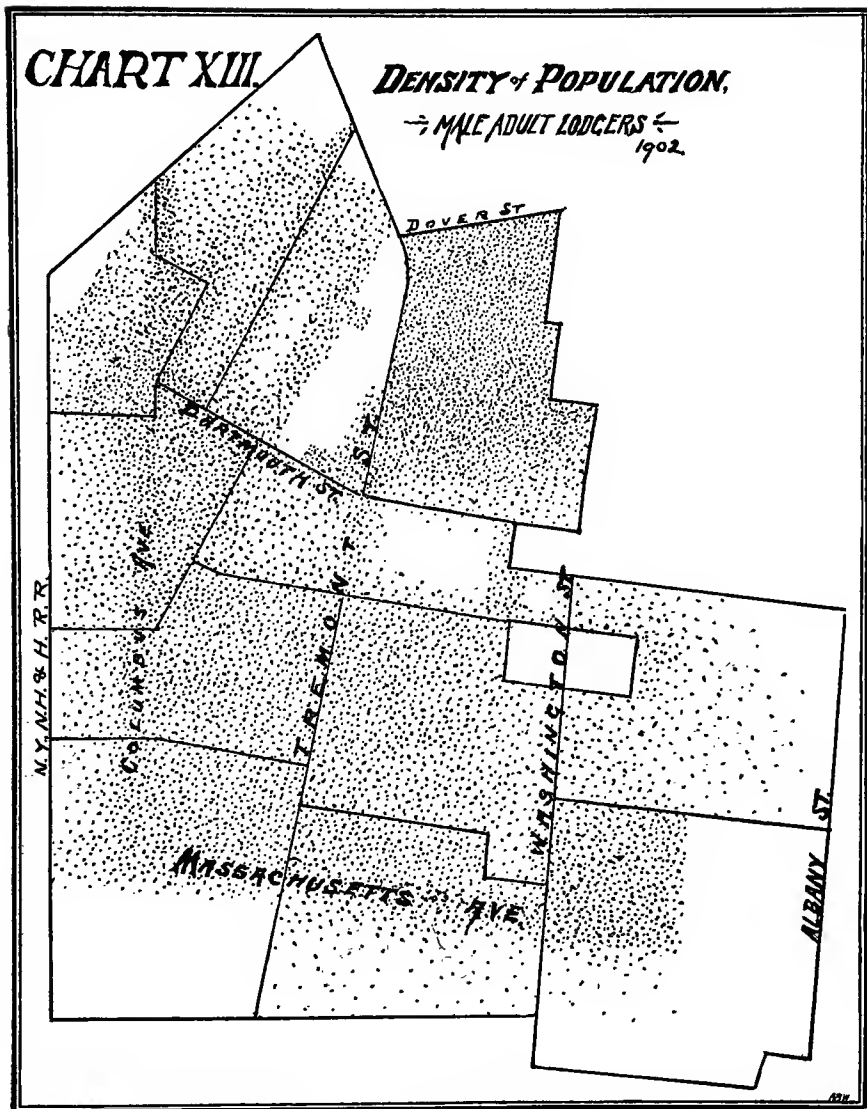 CHART XIII.
DENSITY of POPULATION,
MALE ADULT LODGERS
1902.
DOVER ST
DARTMOUTH ST.
N.Y. N.H. & H. R. R.
COLUMBUS AVE
TREMONT ST.
WASHINGTON ST
MASSACHUSETTS AVE.
ALBANY ST.